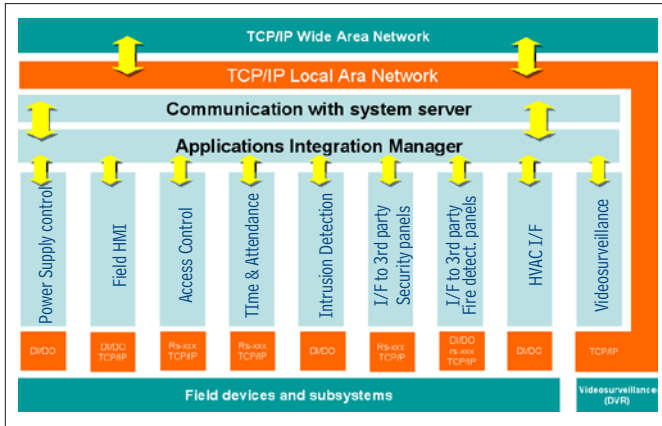 TCP/IP Wide Area Network
TCP/IP Local Ara Network
Communication with system server
Applications Integration Manager
Power Supply control
Field HMI
Access Control
TIme & Attendance
Intrusion Detection
I/F to 3rd party
Security panels
I/F to 3rd party
Fire detect. panels
HVAC I/F
Videosurveillance
DI/DO
DI/DO
TCP/IP
Rs-xxx
TCP/IP
Rs-xxx
TCP/IP
DI/DO
Rs-xxx
TCP/IP
DI/DO
rs-xxx
TCP/IP
DI/DO
TCP/IP
Field devices and subsystems
Videosurveillance
(DVR)